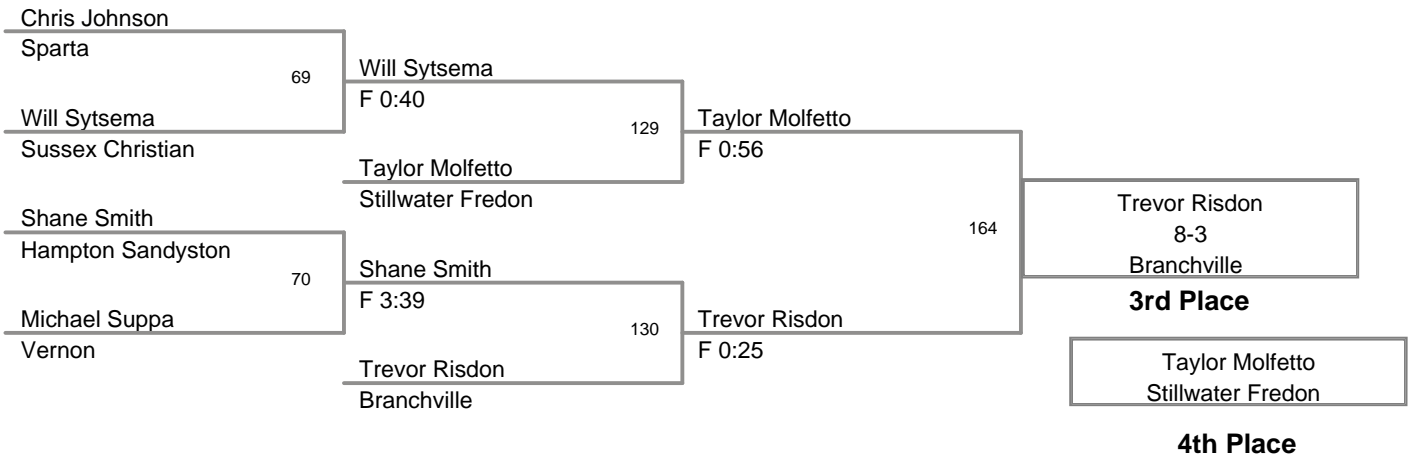 Chris Johnson
Sparta
69
Will Sytsema
Sussex Christian
Shane Smith
Hampton Sandyston
70
Michael Suppa
Vernon
Will Sytsema
F 0:40
129
Taylor Molfetto
Stillwater Fredon
Shane Smith
F 3:39
130
Trevor Risdon
Branchville
Taylor Molfetto
F 0:56
164
Trevor Risdon
F 0:25
Trevor Risdon
8-3
Branchville
3rd Place
Taylor Molfetto
Stillwater Fredon
4th Place